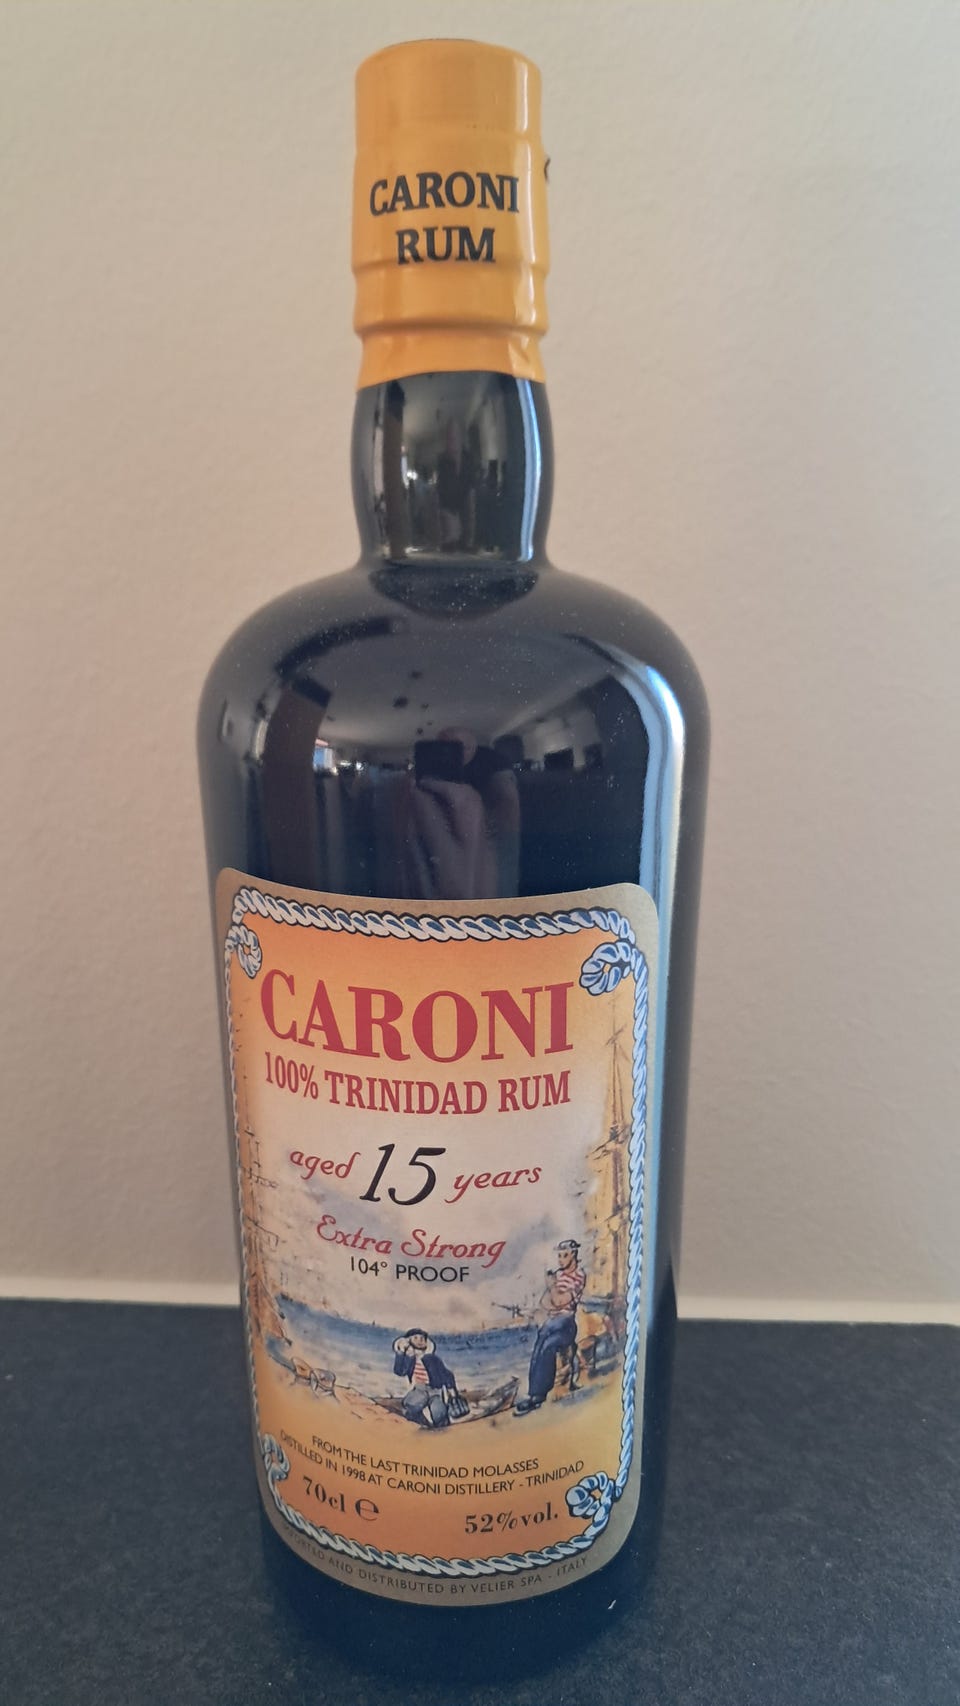 CARONI
RUM
CARONI
100% TRINIDAD RUM
aged 15 years
Extra Strong
104° PROOF
FROM THE LAST TRINIDAD MOLASSES
DISTILLED IN 1998 AT CARONI DISTILLERY - TRINIDAD
70cl ℮
52%vol.
IMPORTED AND DISTRIBUTED BY VELIER SPA - ITALY